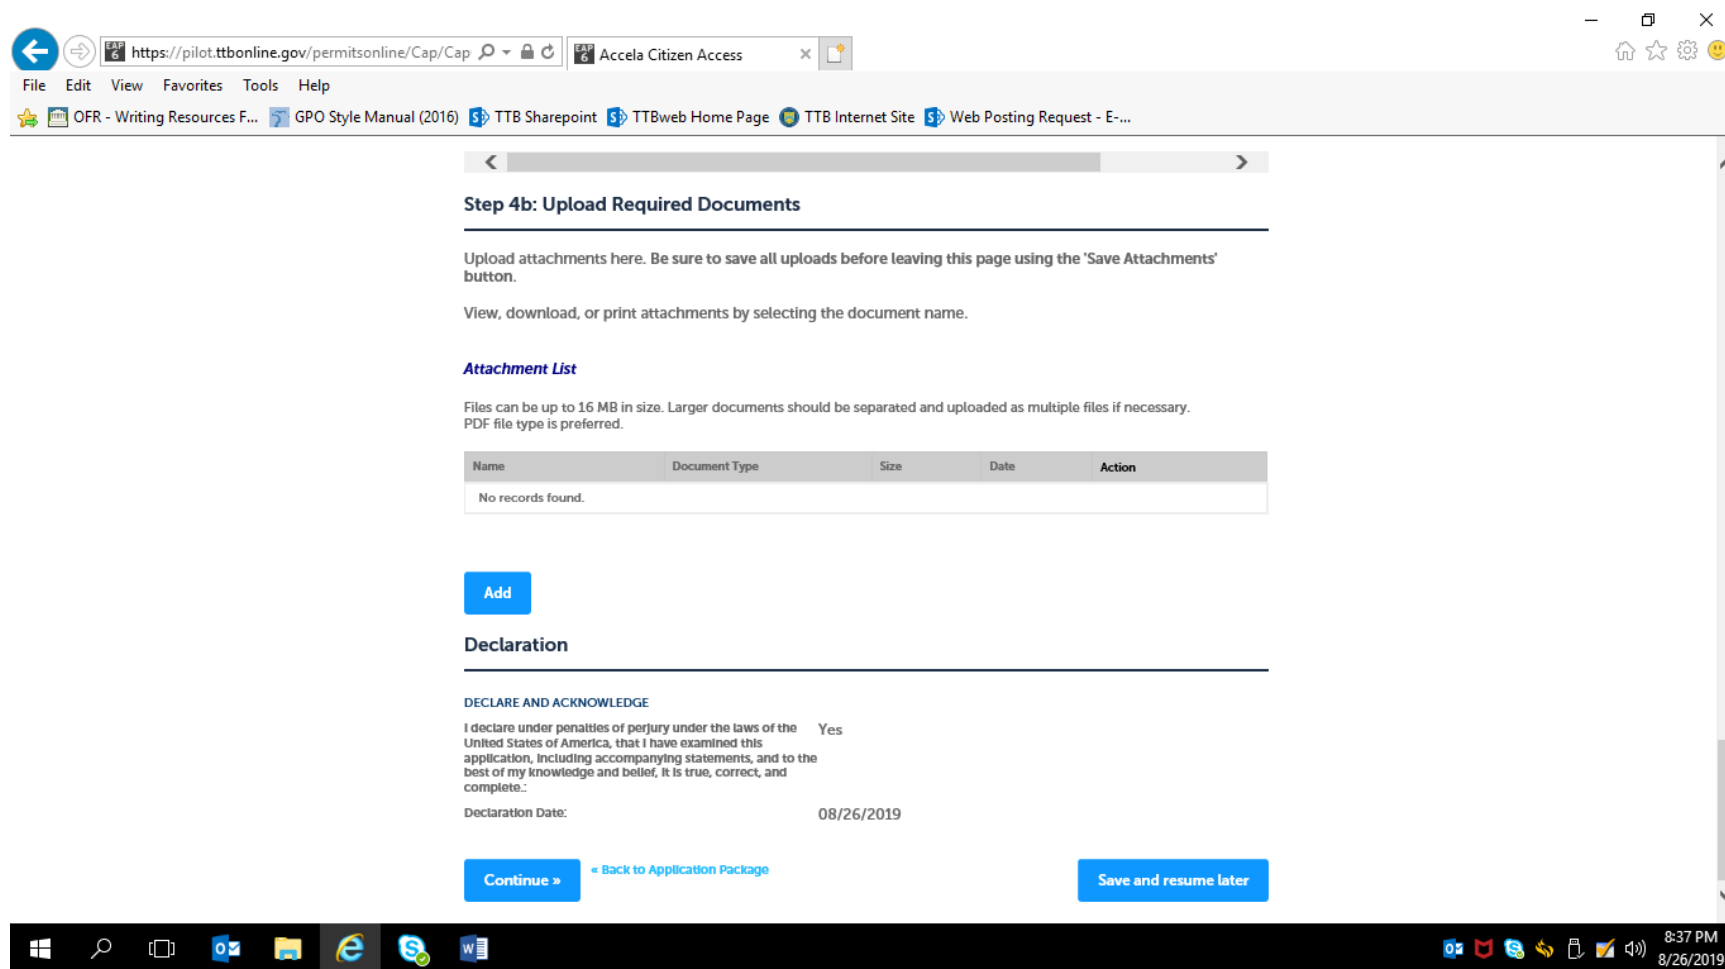 https://pilot.ttbonline.gov/permitsonline/Cap/Cap
Accela Citizen Access
File Edit View Favorites Tools Help
OFR - Writing Resources F... GPO Style Manual (2016) TTB Sharepoint TTBweb Home Page TTB Internet Site Web Posting Request - E-...
Step 4b: Upload Required Documents
Upload attachments here. Be sure to save all uploads before leaving this page using the 'Save Attachments'
button.
View, download, or print attachments by selecting the document name.
Attachment List
Files can be up to 16 MB in size. Larger documents should be separated and uploaded as multiple files if necessary.
PDF file type is preferred.
Name Document Type Size Date Action
No records found.
Add
Declaration
DECLARE AND ACKNOWLEDGE
I declare under penalties of perjury under the laws of the Yes
United States of America, that I have examined this
application, including accompanying statements, and to the
best of my knowledge and belief, it is true, correct, and
complete.:
Declaration Date: 08/26/2019
Continue » « Back to Application Package Save and resume later
8:37 PM
8/26/2019